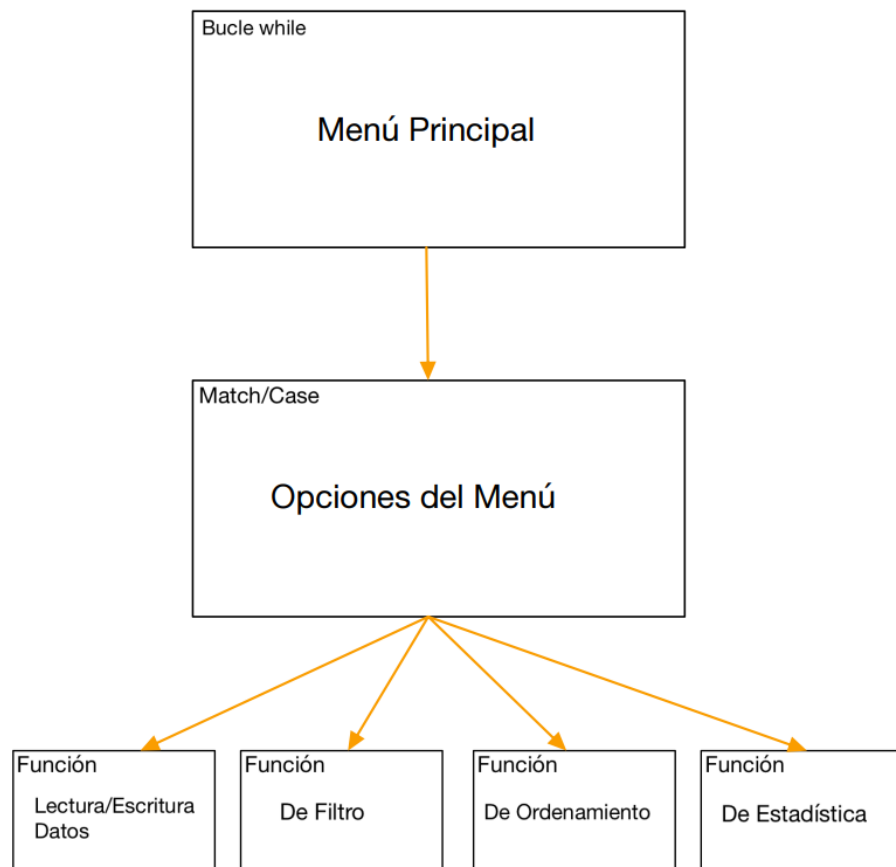 Bucle while
Menú Principal
Match/Case
Opciones del Menú
Función
Lectura/Escritura
Datos
Función
De Filtro
Función
De Ordenamiento
Función
De Estadística